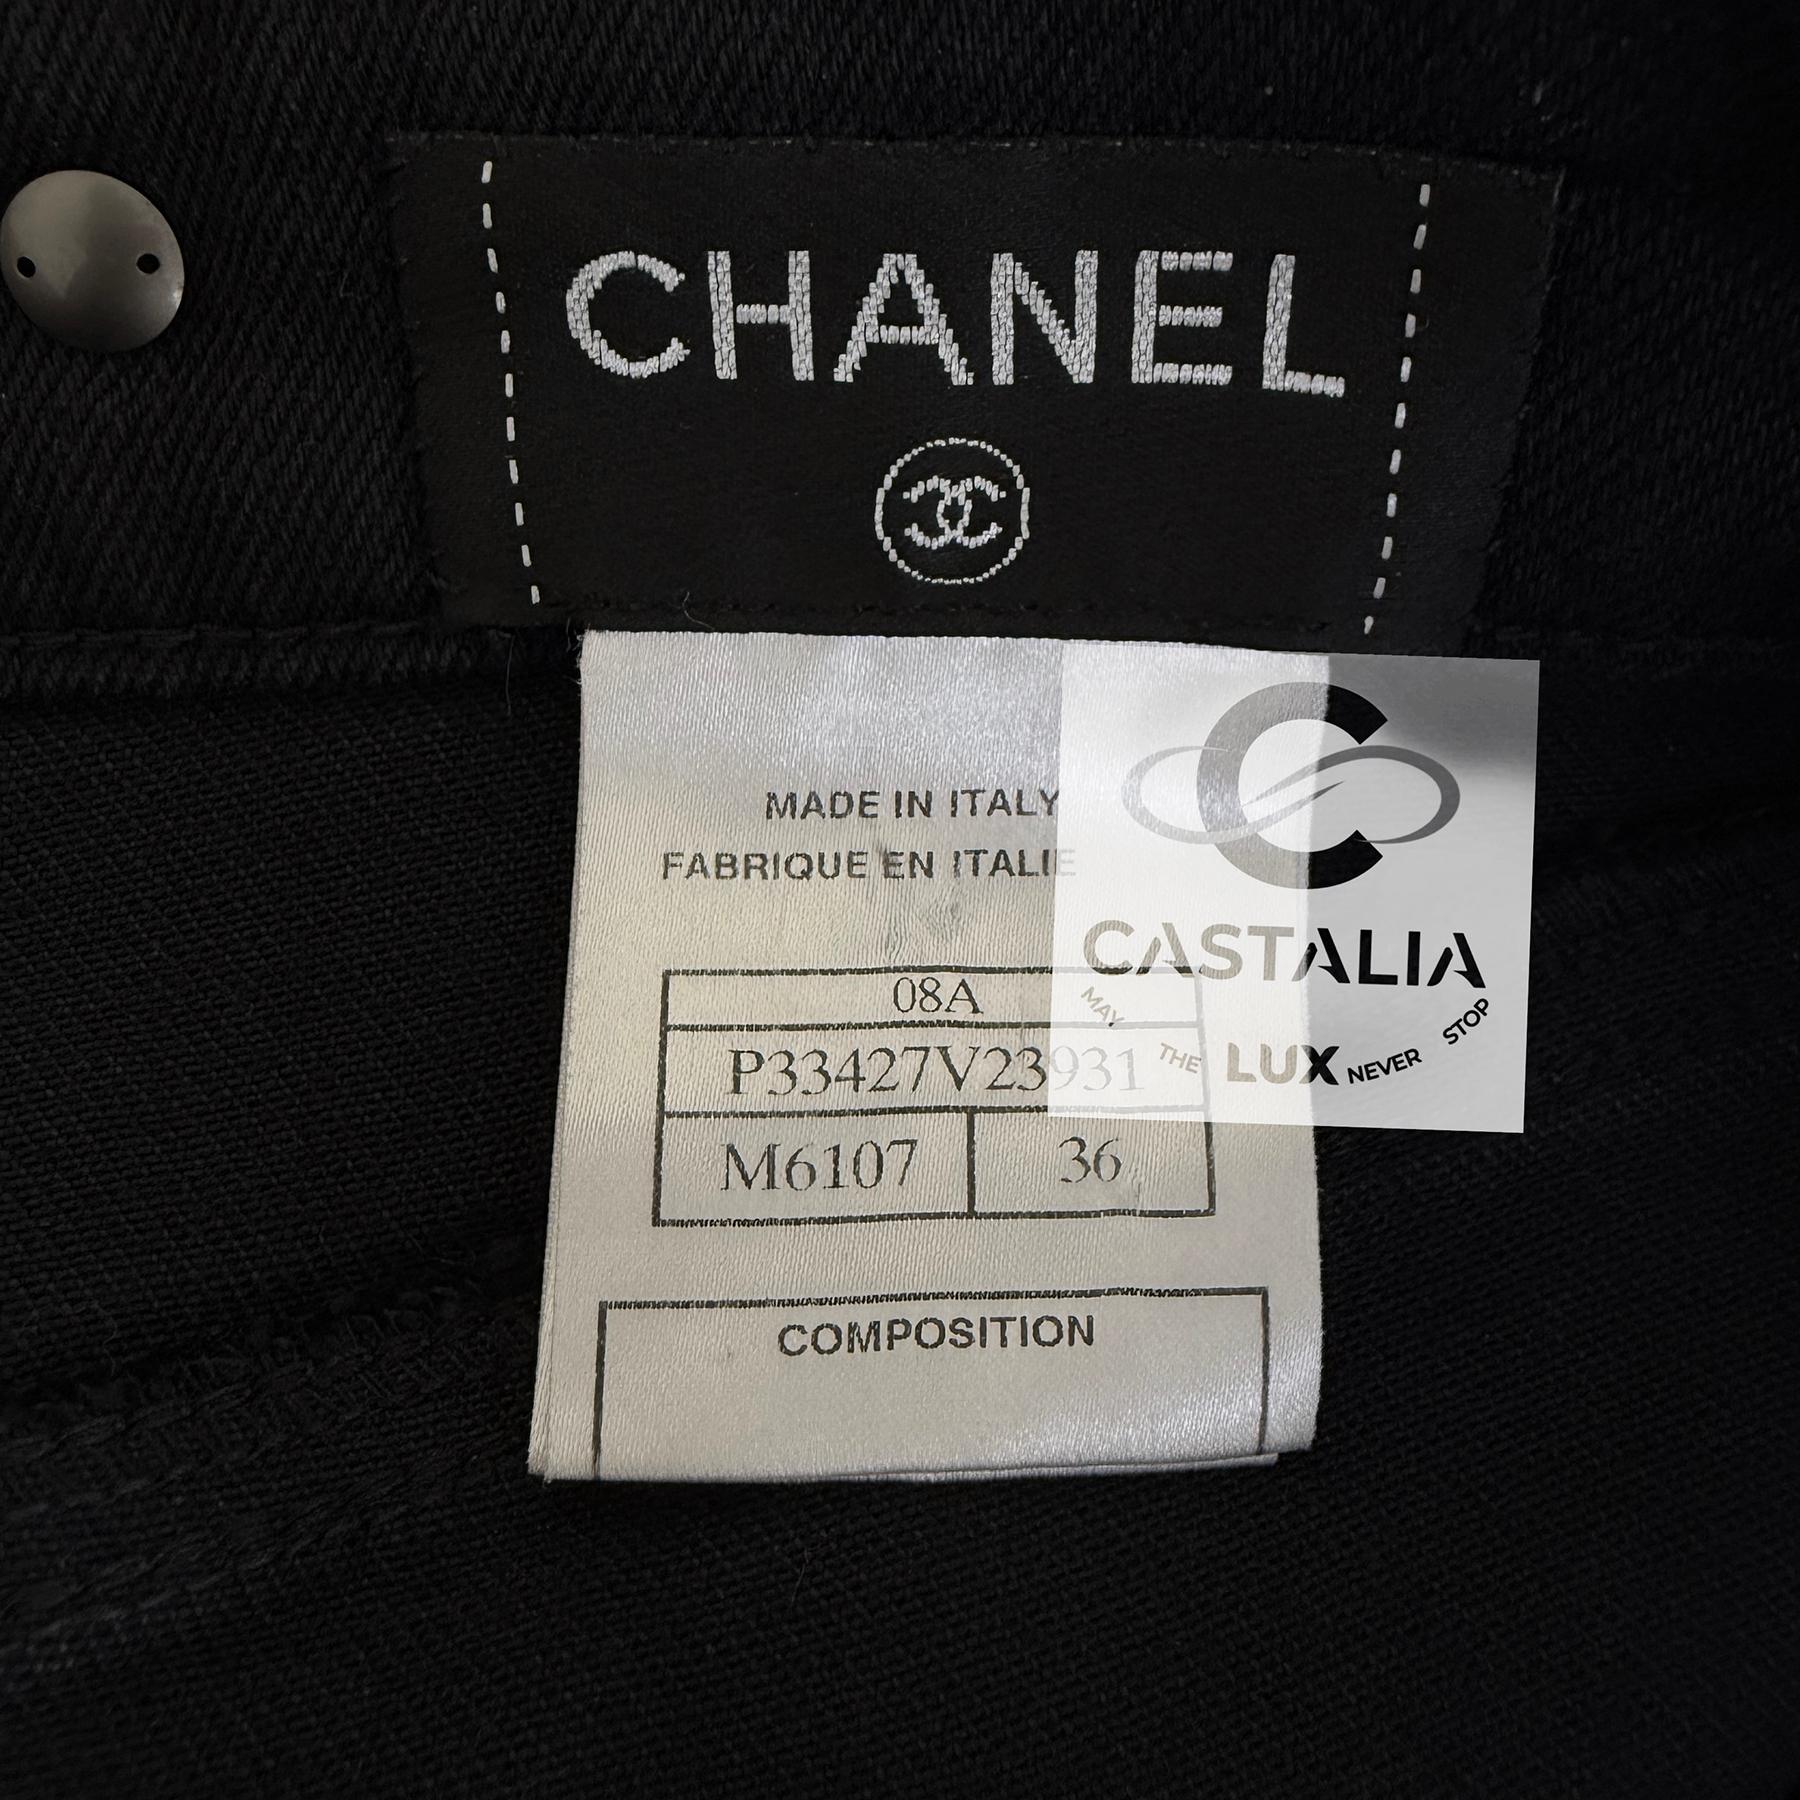 CHANEL
MADE IN ITALY
FABRIQUE EN ITALIE
08A
P33427V23931
M6107
36
COMPOSITION
CASTALIA
MAY THE LUX NEVER STOP